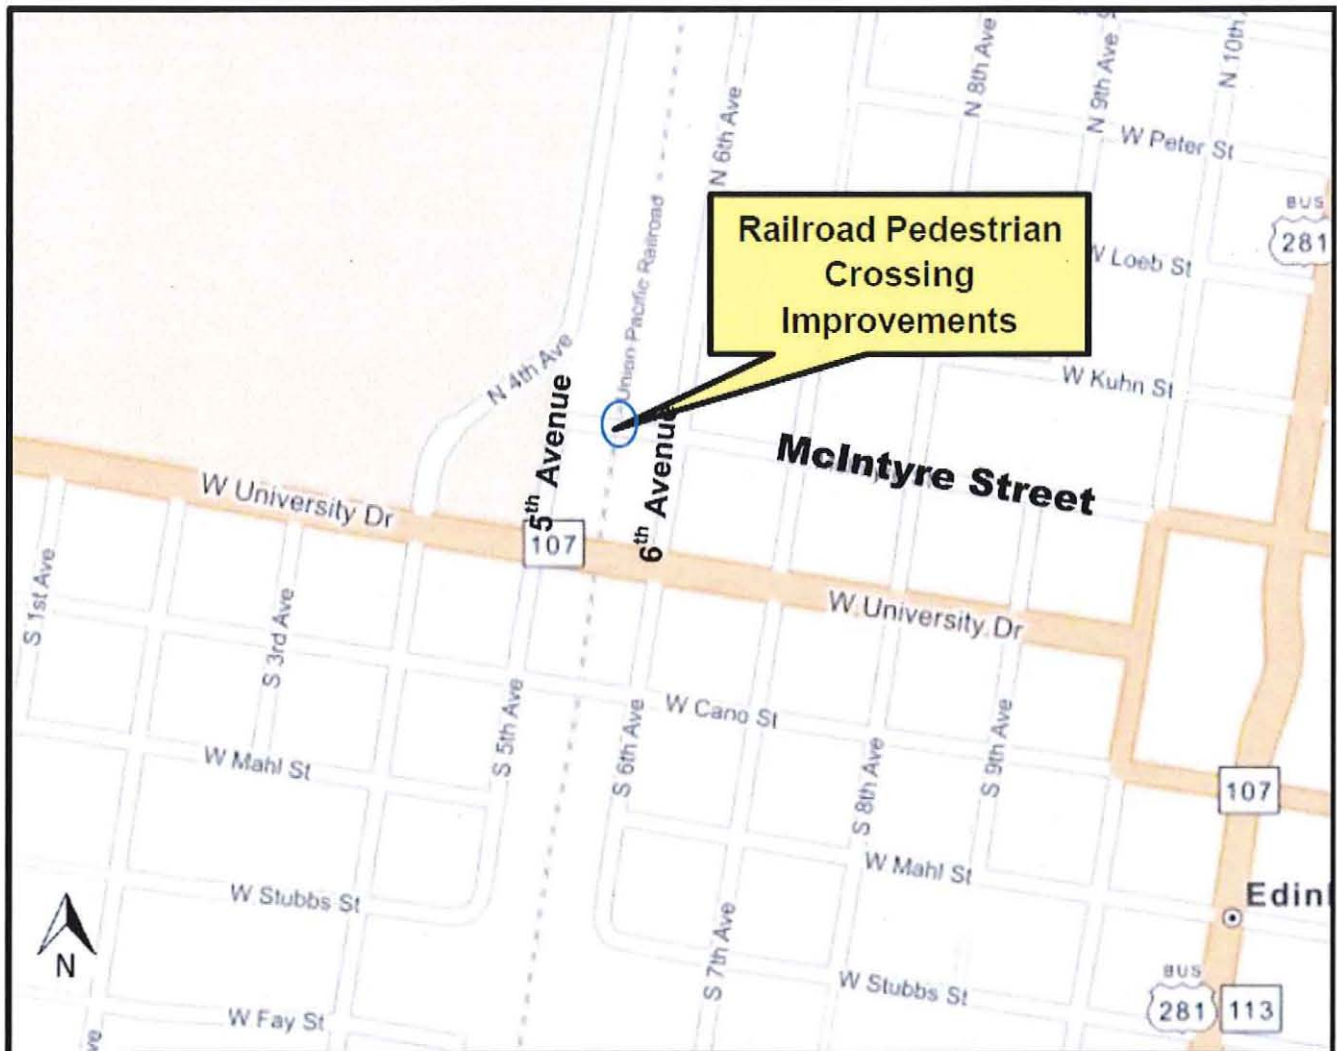 N 8th Ave
N 9th Ave
N 10th
N 6th Ave
W Peter St
BUS
281
Railroad Pedestrian
Crossing
Improvements
W Loeb St
Union Pacific Railroad
N 4th Ave
W Kuhn St
5th Avenue
6th Avenue
McIntyre Street
W University Dr
107
W University Dr
S 1st Ave
S 3rd Ave
S 5th Ave
S 6th Ave
W Cano St
S 8th Ave
S 9th Ave
W Mahl St
107
W Mahl St
W Stubbs St
Edin
N
S 7th Ave
W Stubbs St
BUS
281
113
W Fay St
ve